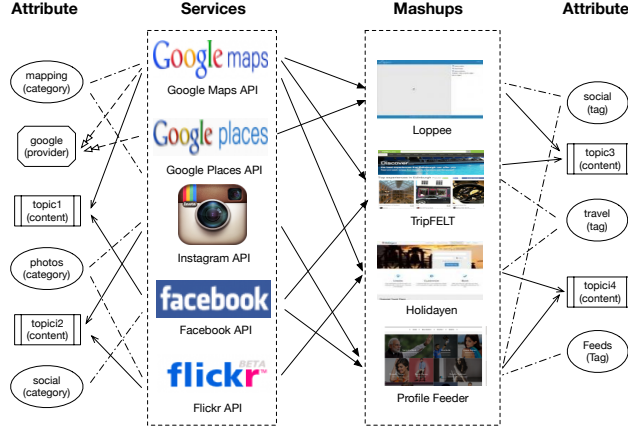 Attribute
Services
Mashups
Attribute
mapping
(category)
google
(provider)
topic1
(content)
photos
(category)
topici2
(content)
social
(category)
Google maps
Google Maps API
Google places
Google Places API
Instagram API
facebook
Facebook API
BETA
flickr
Flickr API
Loppee
Discover
TripFELT
Holidayen
Profile Feeder
social
(tag)
topic3
(content)
travel
(tag)
topici4
(content)
Feeds
(Tag)